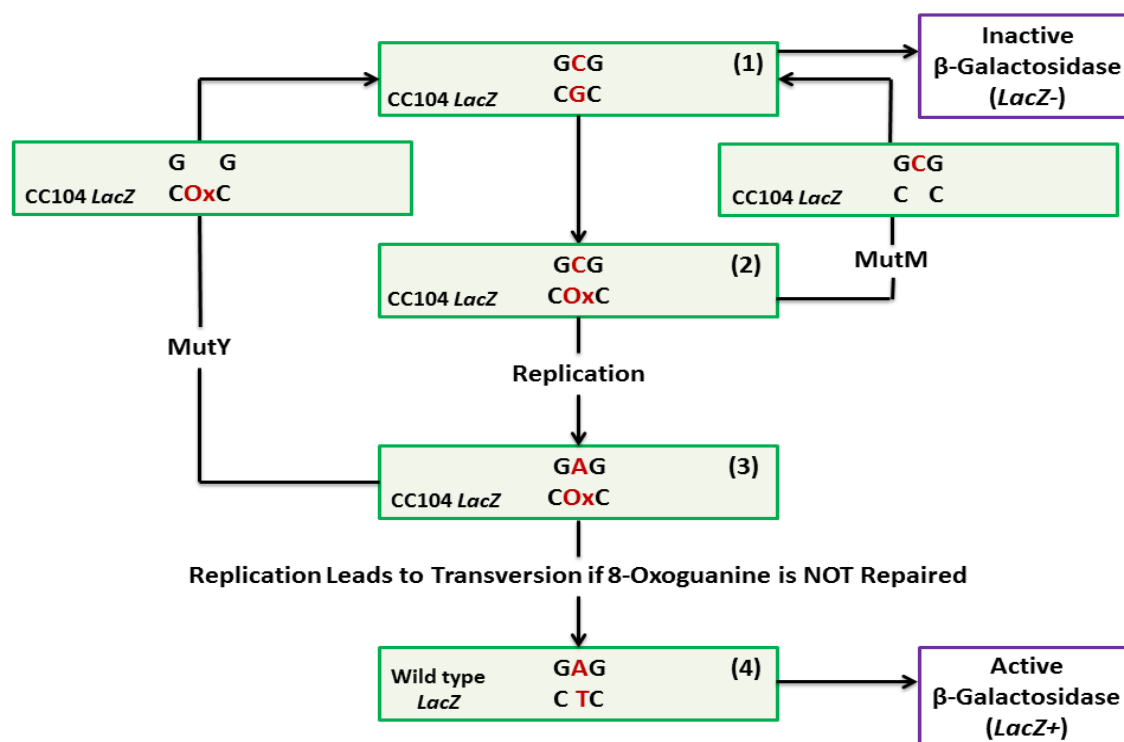 GCG (1)
CC104 LacZ CGC
Inactive
β-Galactosidase
(LacZ-)
G G
CC104 LacZ COxC
GCG
CC104 LacZ C C
GCG (2)
CC104 LacZ COxC
MutM
MutY
Replication
GAG (3)
CC104 LacZ COxC
Replication Leads to Transversion if 8-Oxoguanine is NOT Repaired
GAG (4)
Wild type
LacZ C TC
Active
β-Galactosidase
(LacZ+)